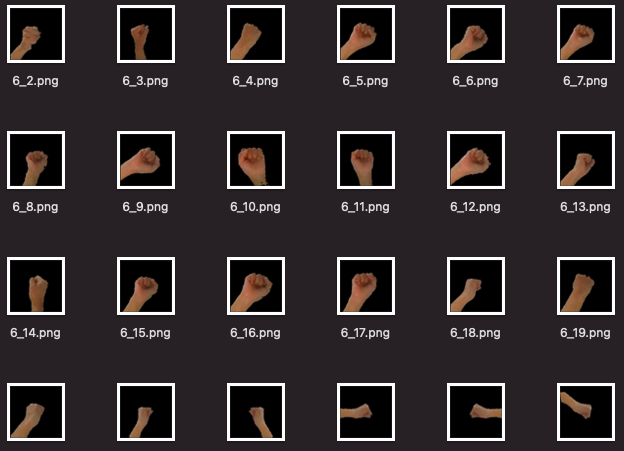 6_2.png 6_3.png 6_4.png 6_5.png 6_6.png 6_7.png
6_8.png 6_9.png 6_10.png 6_11.png 6_12.png 6_13.png
6_14.png 6_15.png 6_16.png 6_17.png 6_18.png 6_19.png